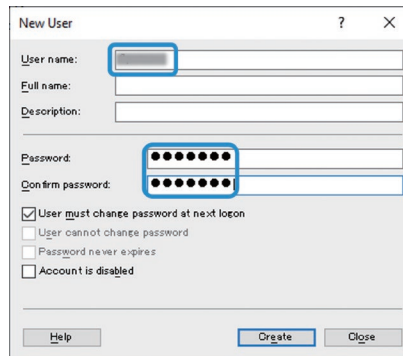 New User ? ×
User name:
Full name:
Description:
Password: ●●●●●●●
Confirm password: ●●●●●●●
User must change password at next logon
User cannot change password
Password never expires
Account is disabled
Help Create Close